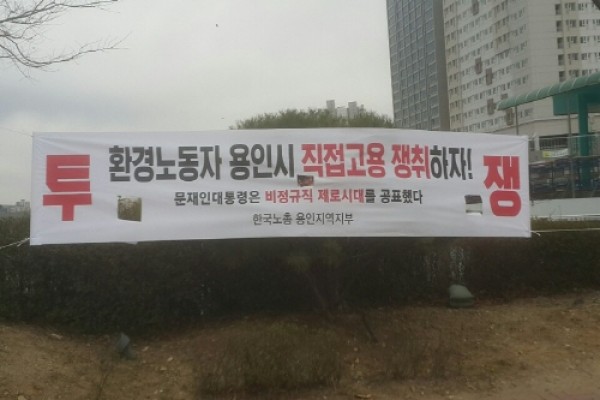 투 환경노동자 용인시 직접고용 쟁취하자! 쟁
문재인대통령은 비정규직 제로시대를 공표했다
한국노총 용인지역지부